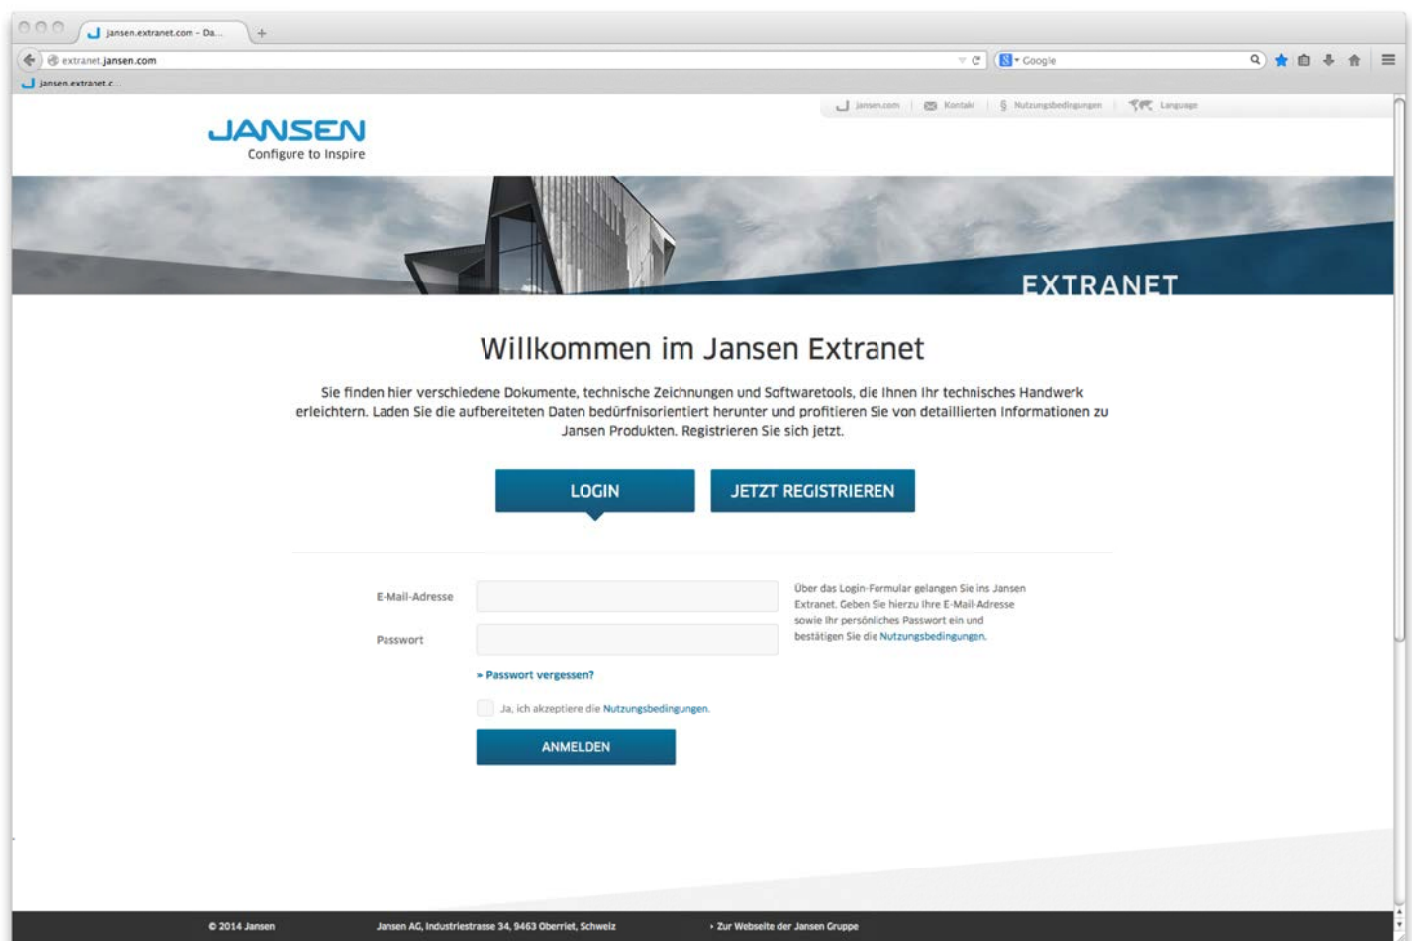 jansen.extranet.com - Da...
extranet.jansen.com
Google
jansen.extranet.c...
jansen.com
Kontakt
Nutzungsbedingungen
Language
JANSEN
Configure to Inspire
EXTRANET
Willkommen im Jansen Extranet
Sie finden hier verschiedene Dokumente, technische Zeichnungen und Softwaretools, die Ihnen Ihr technisches Handwerk
erleichtern. Laden Sie die aufbereiteten Daten bedürfnisorientiert herunter und profitieren Sie von detaillierten Informationen zu
Jansen Produkten. Registrieren Sie sich jetzt.
LOGIN
JETZT REGISTRIEREN
E-Mail-Adresse
Passwort
Über das Login-Formular gelangen Sie ins Jansen
Extranet. Geben Sie hierzu Ihre E-Mail-Adresse
sowie Ihr persönliches Passwort ein und
bestätigen Sie die Nutzungsbedingungen.
» Passwort vergessen?
Ja, ich akzeptiere die Nutzungsbedingungen.
ANMELDEN
© 2014 Jansen
Jansen AG, Industriestrasse 34, 9463 Oberriet, Schweiz
› Zur Webseite der Jansen Gruppe